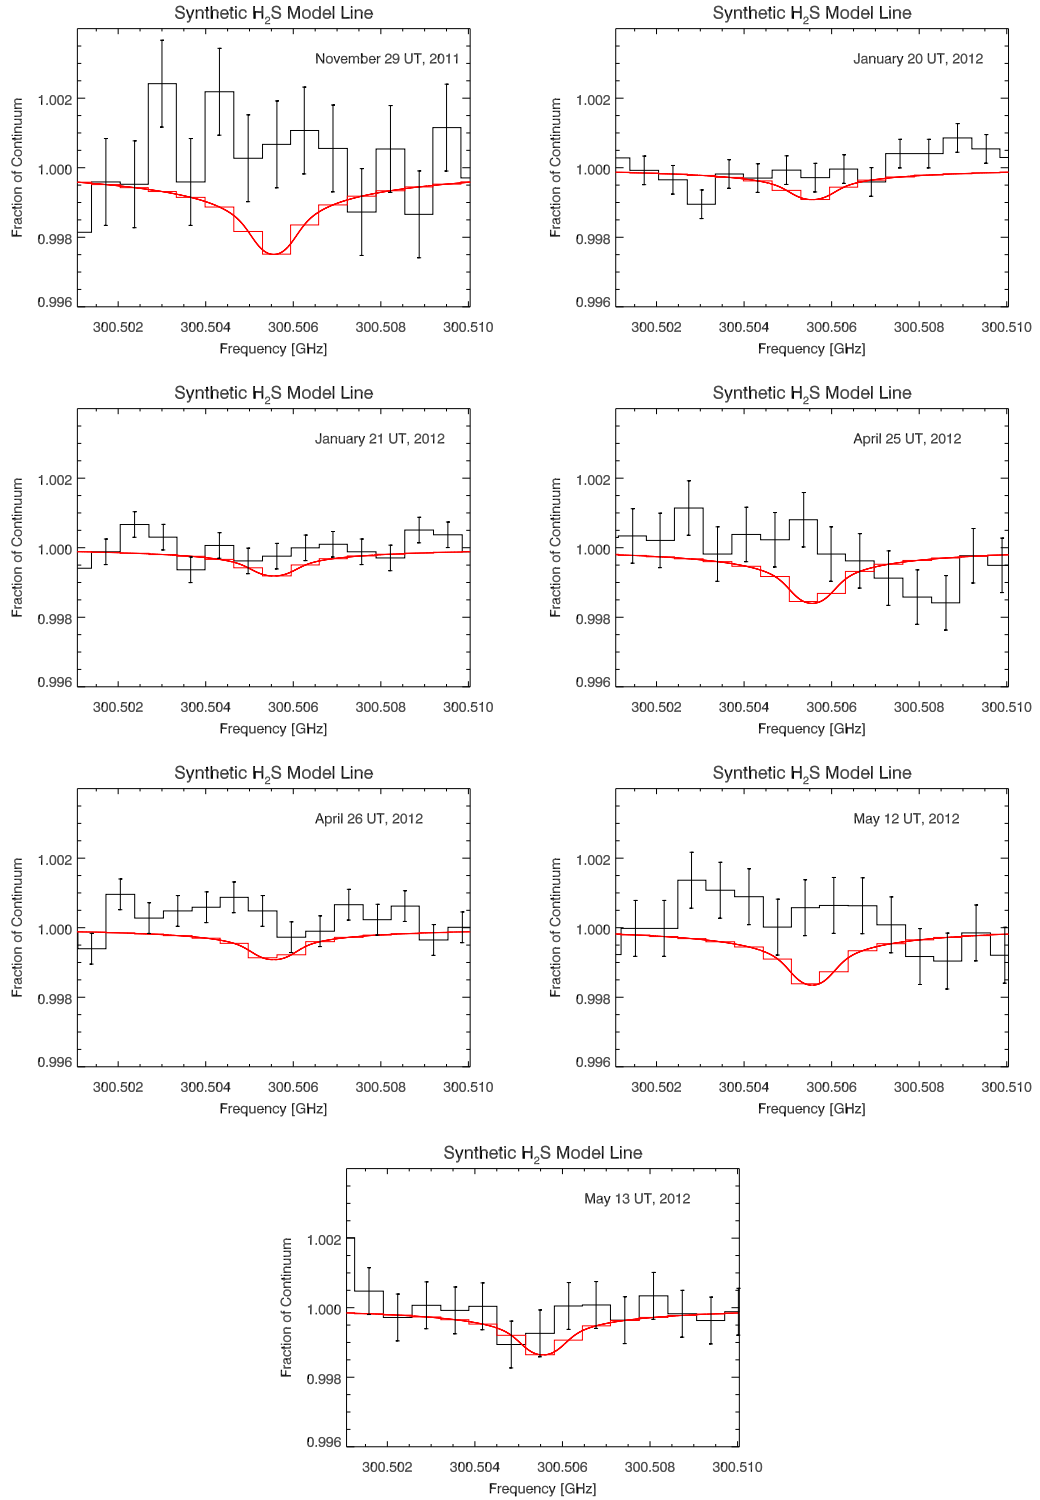 Synthetic H2S Model Line
November 29 UT, 2011
1.002
1.000
0.998
0.996
Fraction of Continuum
300.502 300.504 300.506 300.508 300.510
Frequency [GHz]
Synthetic H2S Model Line
January 20 UT, 2012
1.002
1.000
0.998
0.996
Fraction of Continuum
300.502 300.504 300.506 300.508 300.510
Frequency [GHz]
Synthetic H2S Model Line
January 21 UT, 2012
1.002
1.000
0.998
0.996
Fraction of Continuum
300.502 300.504 300.506 300.508 300.510
Frequency [GHz]
Synthetic H2S Model Line
April 25 UT, 2012
1.002
1.000
0.998
0.996
Fraction of Continuum
300.502 300.504 300.506 300.508 300.510
Frequency [GHz]
Synthetic H2S Model Line
April 26 UT, 2012
1.002
1.000
0.998
0.996
Fraction of Continuum
300.502 300.504 300.506 300.508 300.510
Frequency [GHz]
Synthetic H2S Model Line
May 12 UT, 2012
1.002
1.000
0.998
0.996
Fraction of Continuum
300.502 300.504 300.506 300.508 300.510
Frequency [GHz]
Synthetic H2S Model Line
May 13 UT, 2012
1.002
1.000
0.998
0.996
Fraction of Continuum
300.502 300.504 300.506 300.508 300.510
Frequency [GHz]